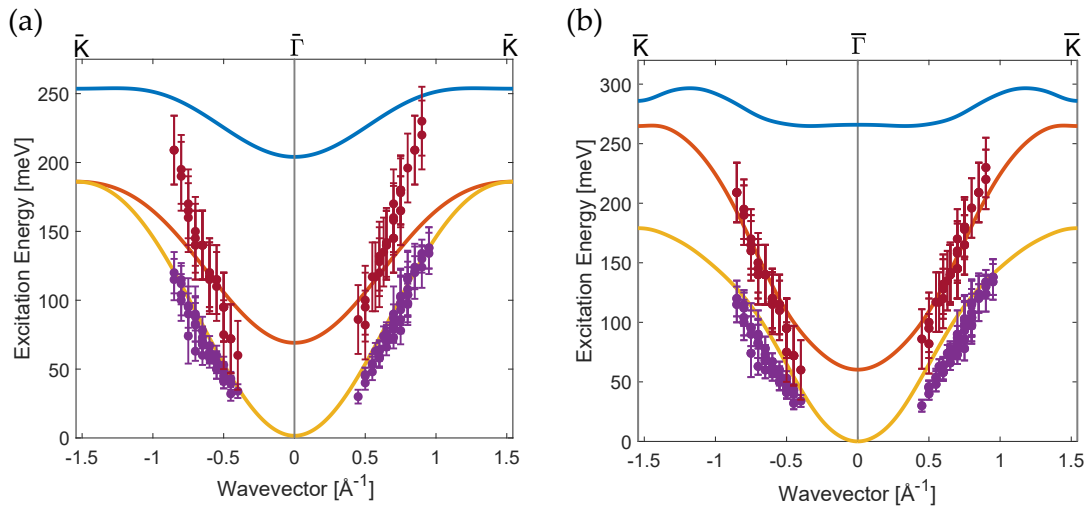 (a)
K̄ Γ̄ K̄
Excitation Energy [meV]
250
200
150
100
50
0
-1.5 -1 -0.5 0 0.5 1 1.5
Wavevector [Å⁻¹]
(b)
K̄ Γ̄ K̄
Excitation Energy [meV]
300
250
200
150
100
50
0
-1.5 -1 -0.5 0 0.5 1 1.5
Wavevector [Å⁻¹]